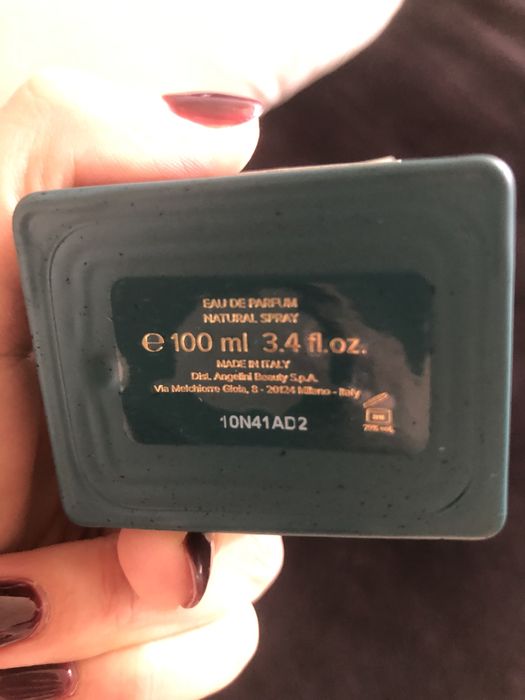 EAU DE PARFUM
NATURAL SPRAY
℮ 100 ml 3.4 fl.oz.
MADE IN ITALY
Dist. Angelini Beauty S.p.A.
Via Melchiorre Gioia, 8 - 20124 Milano - Italy
10N41AD2